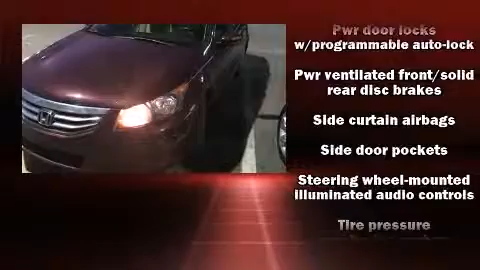 Pwr door locks
w/programmable auto-lock
Pwr ventilated front/solid
rear disc brakes
Side curtain airbags
Side door pockets
Steering wheel-mounted
illuminated audio controls
Tire pressure